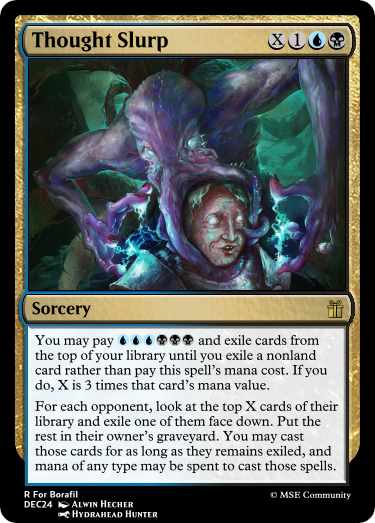 Thought Slurp X1
Sorcery
You may pay and exile cards from
the top of your library until you exile a nonland
card rather than pay this spell's mana cost. If you
do, X is 3 times that card's mana value.
For each opponent, look at the top X cards of their
library and exile one of them face down. Put the
rest in their owner's graveyard. You may cast
those cards for as long as they remains exiled, and
mana of any type may be spent to cast those spells.
R For Borafil
DEC24 Alwin Hecher © MSE Community
Hydrahead Hunter